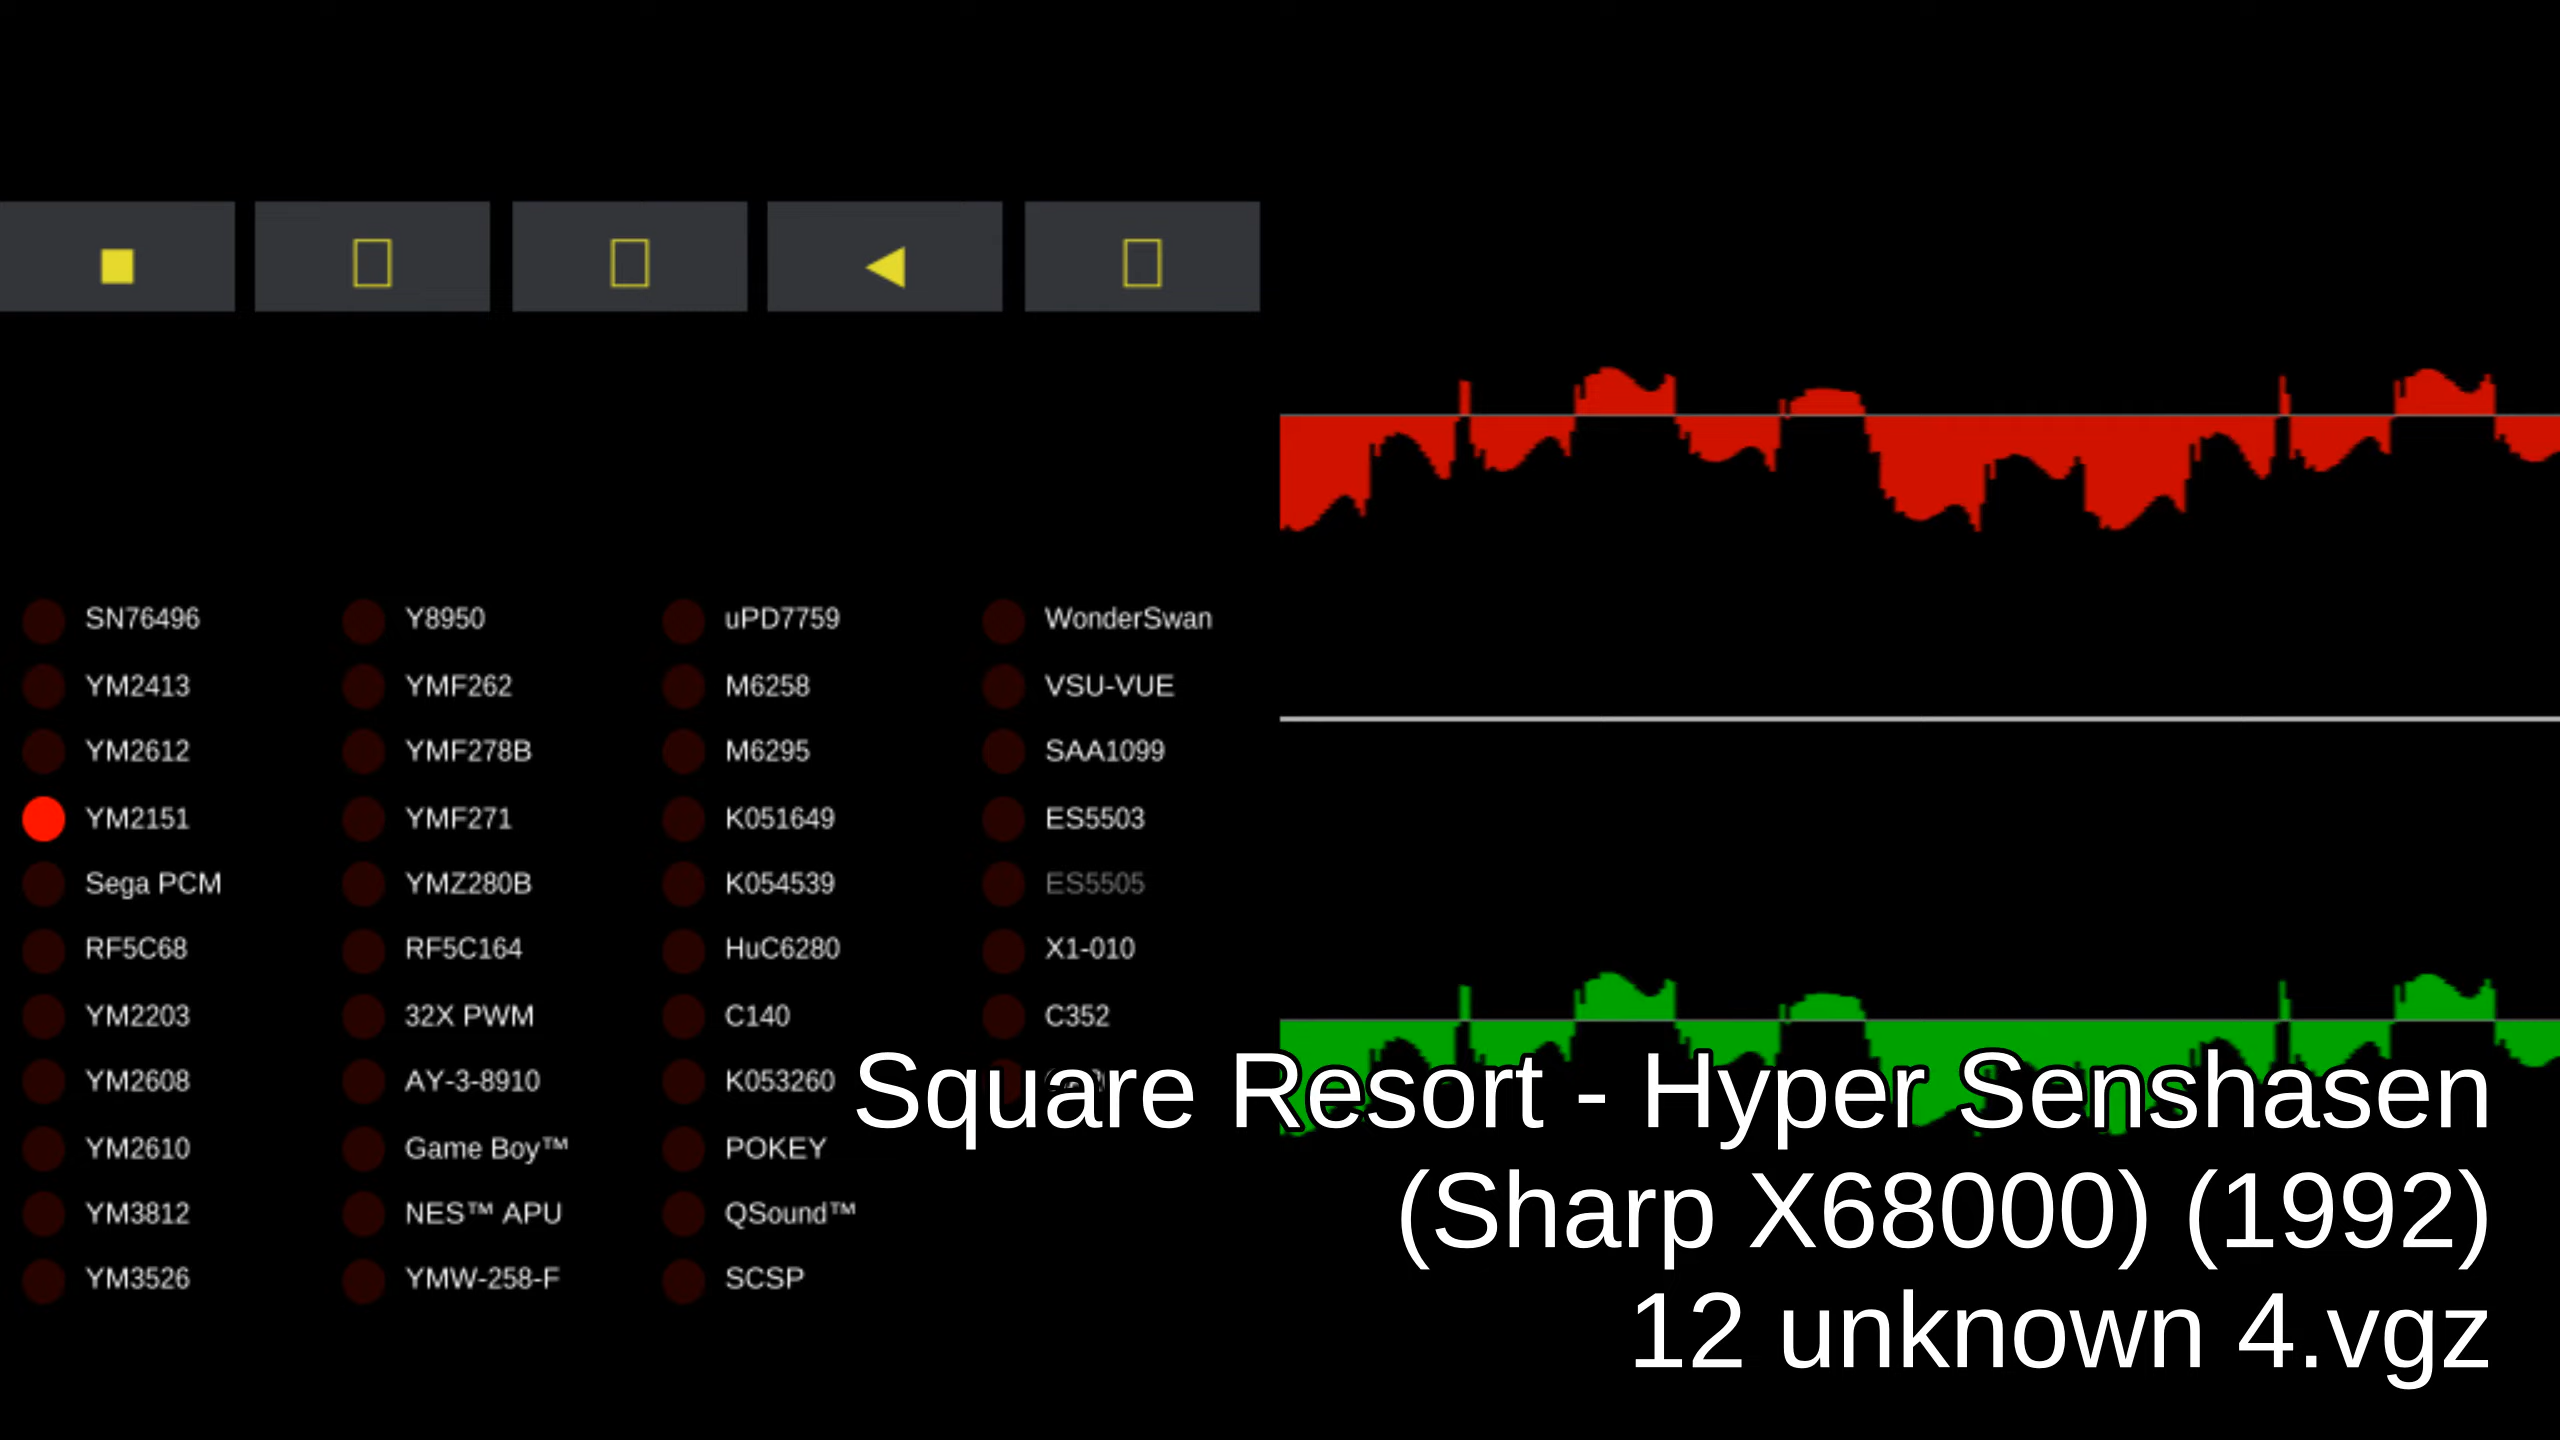 SN76496
YM2413
YM2612
YM2151
Sega PCM
RF5C68
YM2203
YM2608
YM2610
YM3812
YM3526
Y8950
YMF262
YMF278B
YMF271
YMZ280B
RF5C164
32X PWM
AY-3-8910
Game Boy™
NES™ APU
YMW-258-F
uPD7759
M6258
M6295
K051649
K054539
HuC6280
C140
K053260
POKEY
QSound™
SCSP
WonderSwan
VSU-VUE
SAA1099
ES5503
ES5505
X1-010
C352
Square Resort - Hyper Senshasen
(Sharp X68000) (1992)
12 unknown 4.vgz